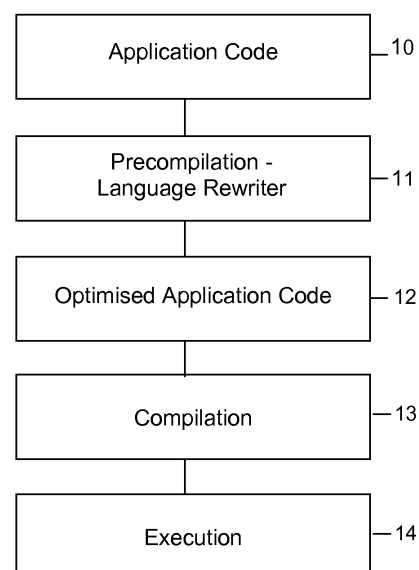 Application Code
10
Precompilation -
Language Rewriter
11
Optimised Application Code
12
Compilation
13
Execution
14